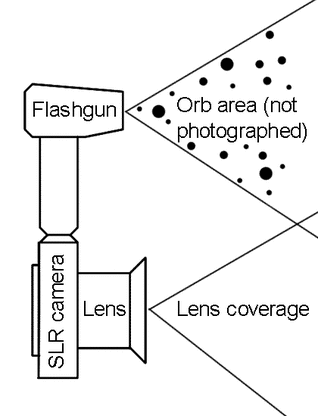 Flashgun
Orb area (not
photographed)
SLR camera
Lens
Lens coverage